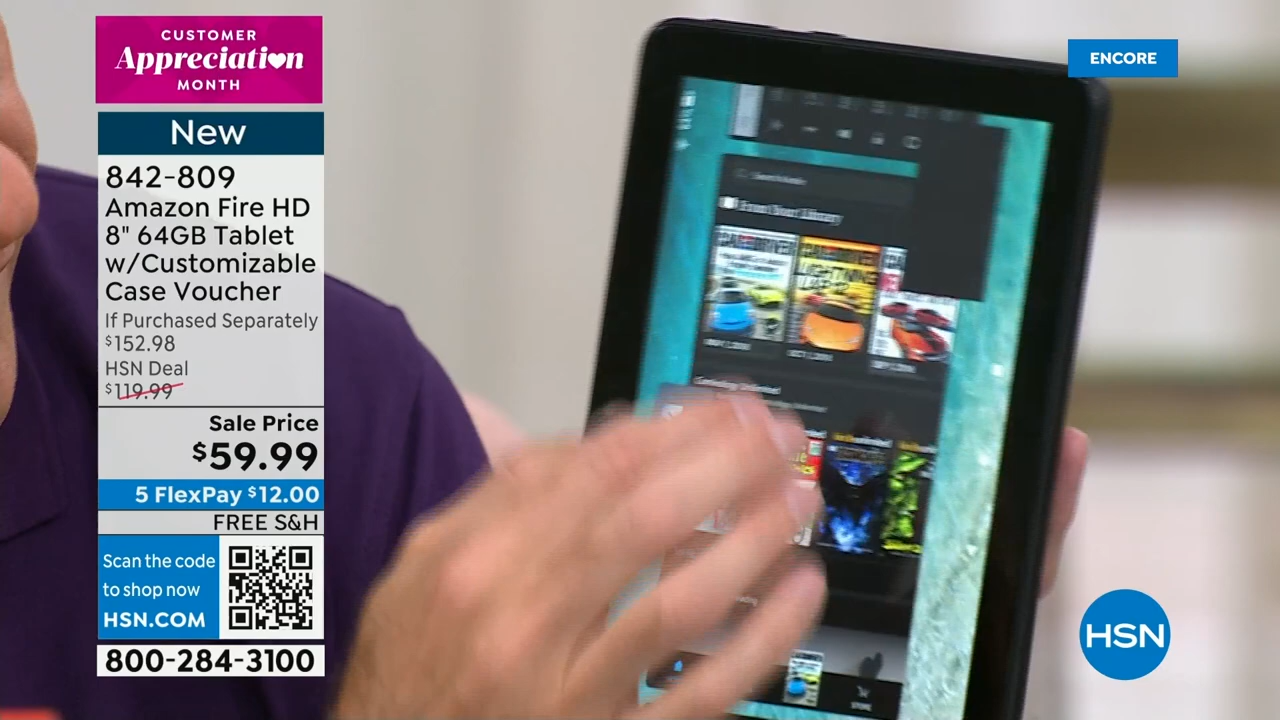 CUSTOMER
Appreciation
MONTH
New
842-809
Amazon Fire HD
8" 64GB Tablet
w/Customizable
Case Voucher
If Purchased Separately
$152.98
HSN Deal
$119.99
Sale Price
$59.99
5 FlexPay $12.00
FREE S&H
Scan the code
to shop now
HSN.COM
800-284-3100
ENCORE
STORE
HSN